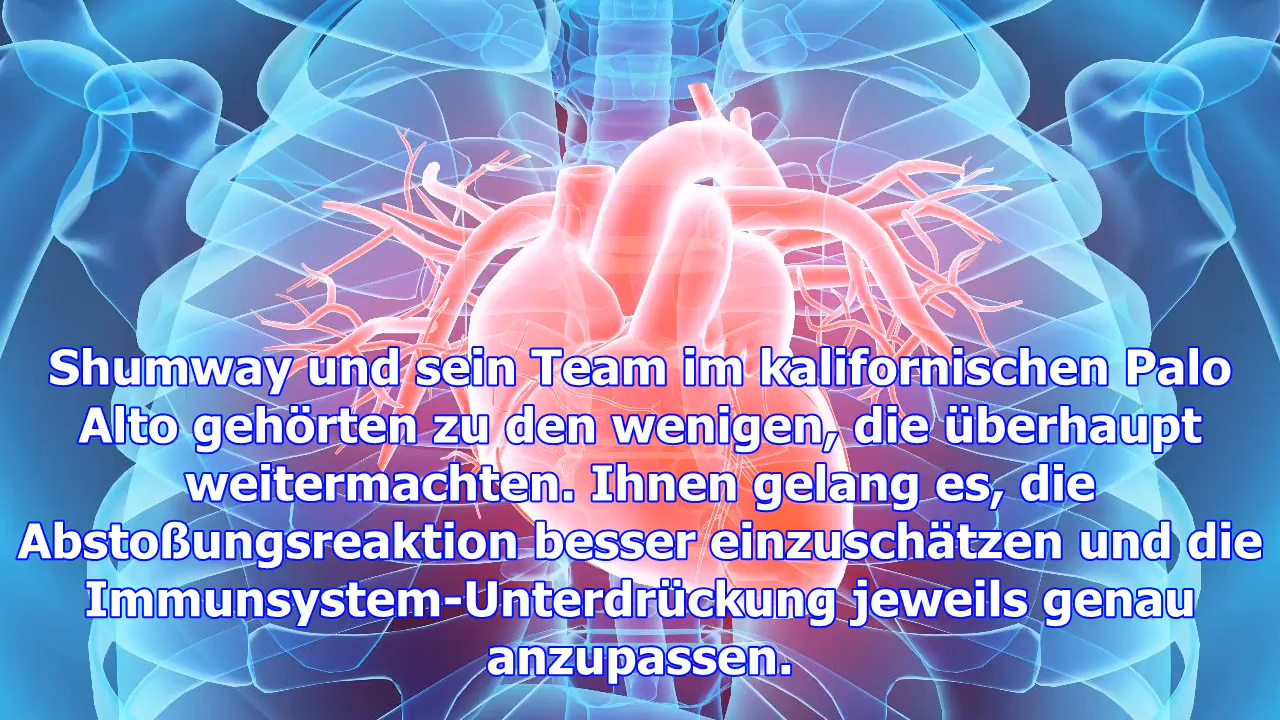 Shumway und sein Team im kalifornischen Palo
Alto gehörten zu den wenigen, die überhaupt
weitermachten. Ihnen gelang es, die
Abstoßungsreaktion besser einzuschätzen und die
Immunsystem-Unterdrückung jeweils genau
anzupassen.